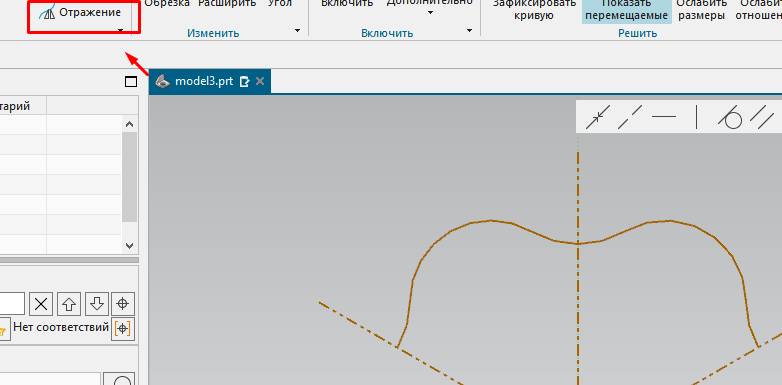 Отражение
Обрезка Расширить Угол
Включить Дополнительно
Зафиксировать
кривую
Показать
перемещаемые
Ослабить
размеры
Ослабить
отношен
Изменить
Включить
Решить
model3.prt
тарий
Нет соответствий